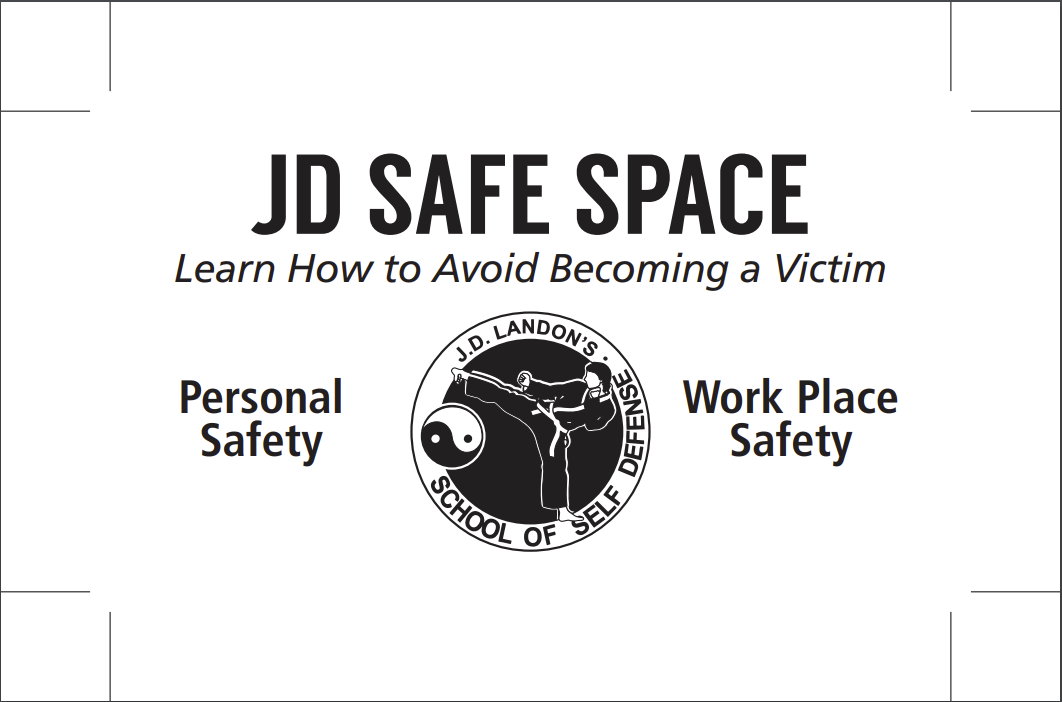 JD SAFE SPACE
Learn How to Avoid Becoming a Victim
J.D. LANDON'S •
SCHOOL OF SELF DEFENSE
Personal
Safety
Work Place
Safety